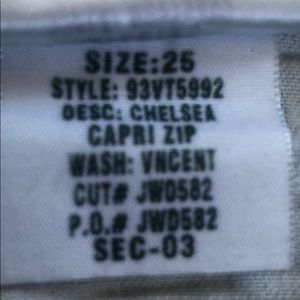 SIZE:25
STYLE: 93VT5992
DESC: CHELSEA
CAPRI ZIP
WASH: VNCENT
CUT# JWD582
P.O.# JWD582
SEC-03